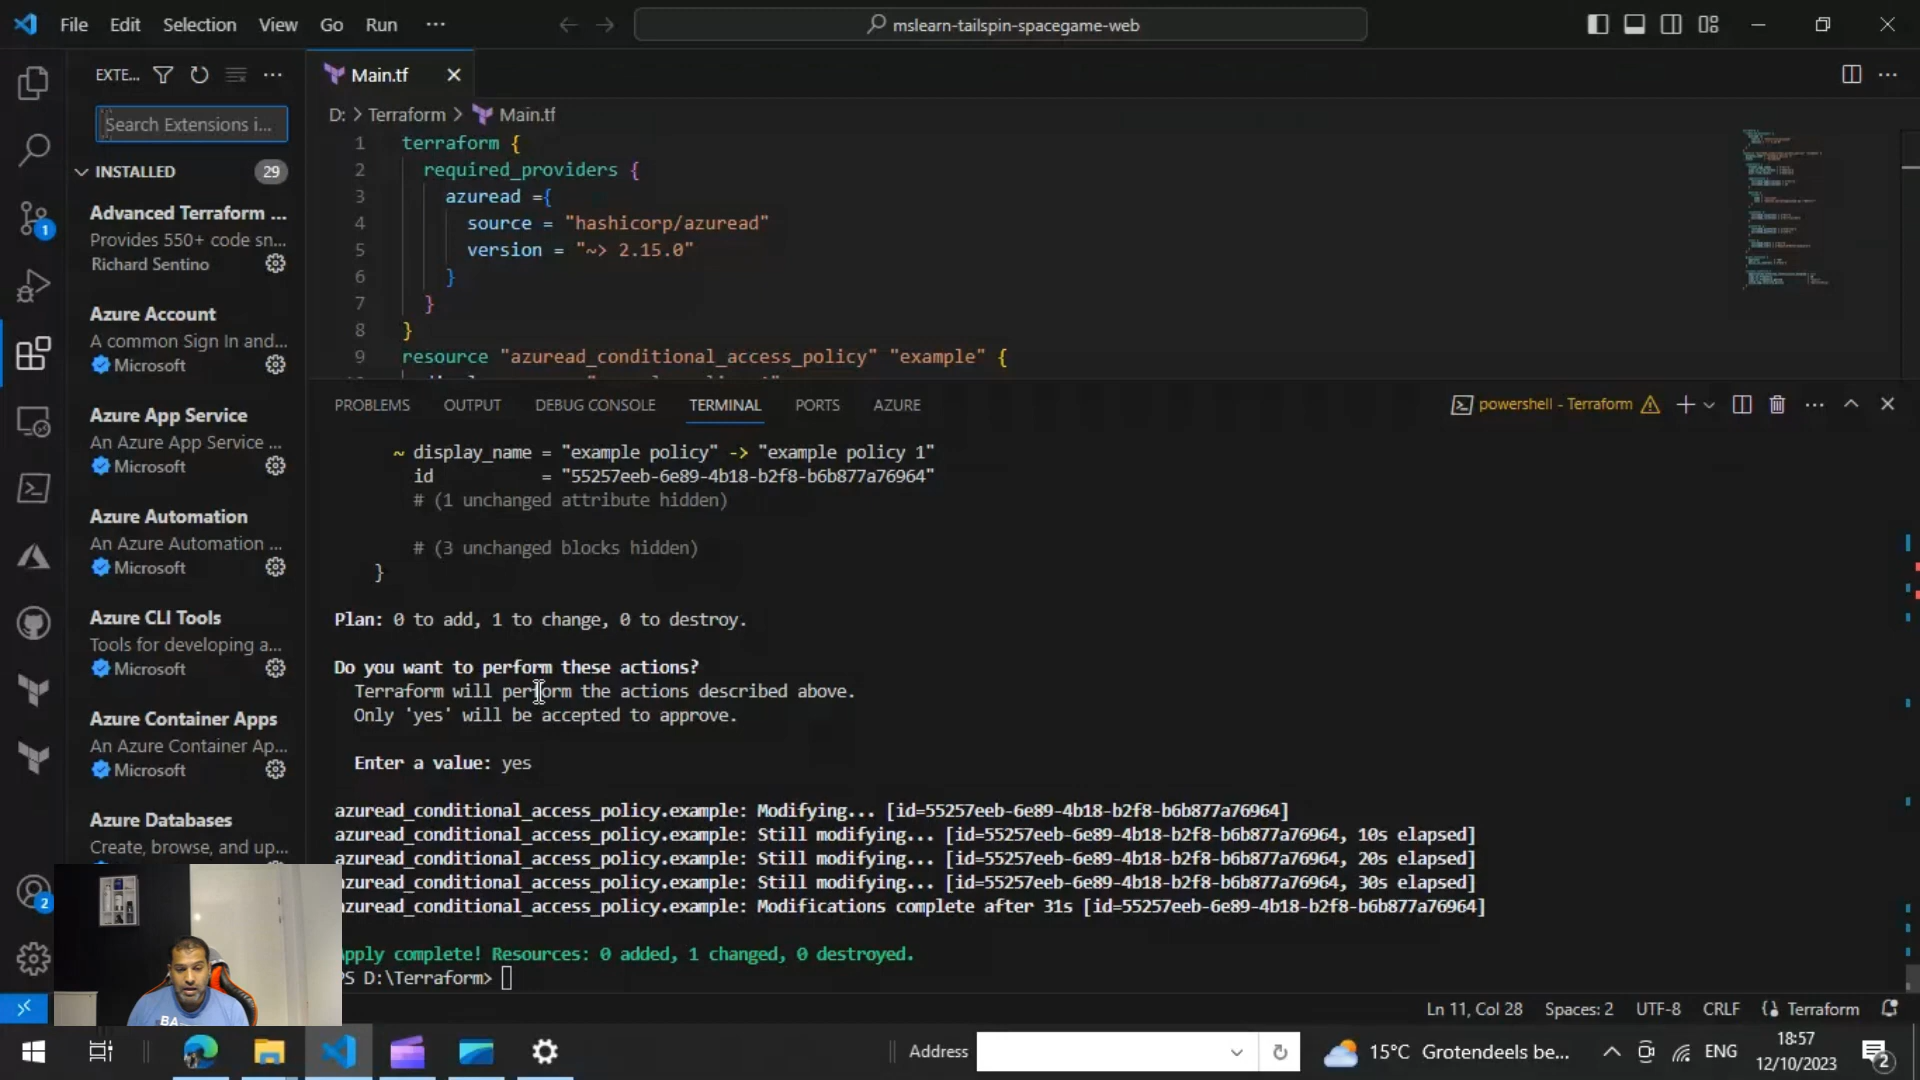 File Edit Selection View Go Run ···
mslearn-tailspin-spacegame-web
EXTE...
Main.tf
Search Extensions i...
D: > Terraform > Main.tf
INSTALLED 29
Advanced Terraform ...
Provides 550+ code sn...
Richard Sentino
Azure Account
A common Sign In and...
Microsoft
Azure App Service
An Azure App Service ...
Microsoft
Azure Automation
An Azure Automation ...
Microsoft
Azure CLI Tools
Tools for developing a...
Microsoft
Azure Container Apps
An Azure Container Ap...
Microsoft
Azure Databases
Create, browse, and up...
1
2
1 terraform {
2 required_providers {
3 azuread ={
4 source = "hashicorp/azuread"
5 version = "~> 2.15.0"
6 }
7 }
8 }
9 resource "azuread_conditional_access_policy" "example" {
PROBLEMS OUTPUT DEBUG CONSOLE TERMINAL PORTS AZURE
powershell - Terraform
~ display_name = "example policy" -> "example policy 1"
id = "55257eeb-6e89-4b18-b2f8-b6b877a76964"
# (1 unchanged attribute hidden)
# (3 unchanged blocks hidden)
}
Plan: 0 to add, 1 to change, 0 to destroy.
Do you want to perform these actions?
Terraform will perform the actions described above.
Only 'yes' will be accepted to approve.
Enter a value: yes
azuread_conditional_access_policy.example: Modifying... [id=55257eeb-6e89-4b18-b2f8-b6b877a76964]
azuread_conditional_access_policy.example: Still modifying... [id=55257eeb-6e89-4b18-b2f8-b6b877a76964, 10s elapsed]
azuread_conditional_access_policy.example: Still modifying... [id=55257eeb-6e89-4b18-b2f8-b6b877a76964, 20s elapsed]
azuread_conditional_access_policy.example: Still modifying... [id=55257eeb-6e89-4b18-b2f8-b6b877a76964, 30s elapsed]
azuread_conditional_access_policy.example: Modifications complete after 31s [id=55257eeb-6e89-4b18-b2f8-b6b877a76964]
Apply complete! Resources: 0 added, 1 changed, 0 destroyed.
PS D:\Terraform>
BA
Ln 11, Col 28 Spaces: 2 UTF-8 CRLF Terraform
Address
15°C Grotendeels be...
ENG
18:57
12/10/2023
2